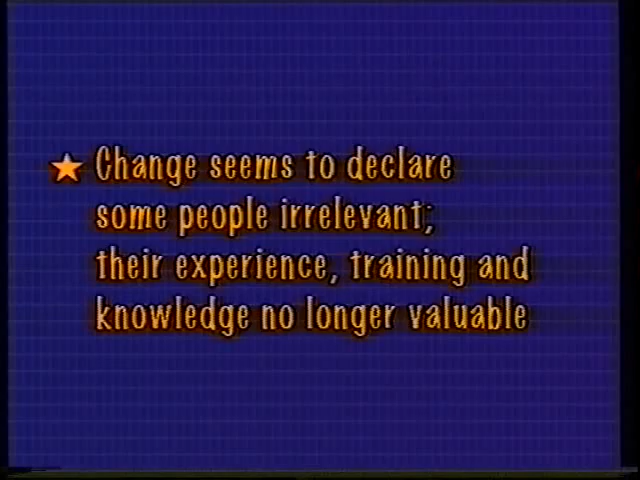 Change seems to declare
some people irrelevant;
their experience, training and
knowledge no longer valuable